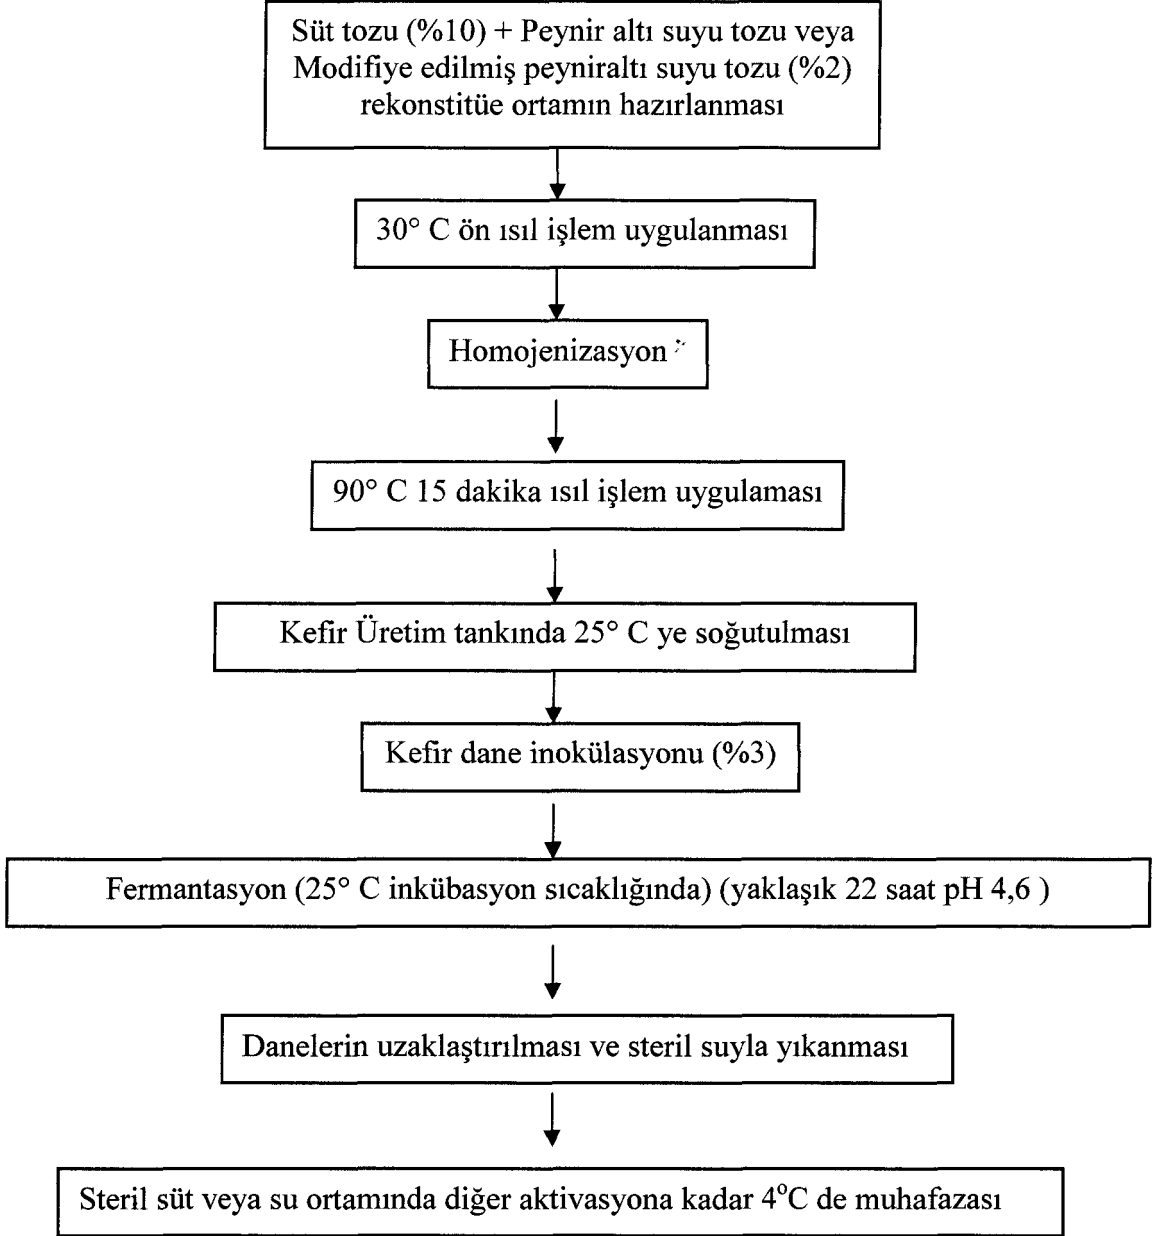 Süt tozu (%10) + Peynir altı suyu tozu veya
Modifiye edilmiş peyniraltı suyu tozu (%2)
rekonstitüe ortamın hazırlanması
30° C ön ısıl işlem uygulanması
Homojenizasyon
90° C 15 dakika ısıl işlem uygulaması
Kefir Üretim tankında 25° C ye soğutulması
Kefir dane inokülasyonu (%3)
Fermantasyon (25° C inkübasyon sıcaklığında) (yaklaşık 22 saat pH 4,6 )
Danelerin uzaklaştırılması ve steril suyla yıkanması
Steril süt veya su ortamında diğer aktivasyona kadar 4°C de muhafazası